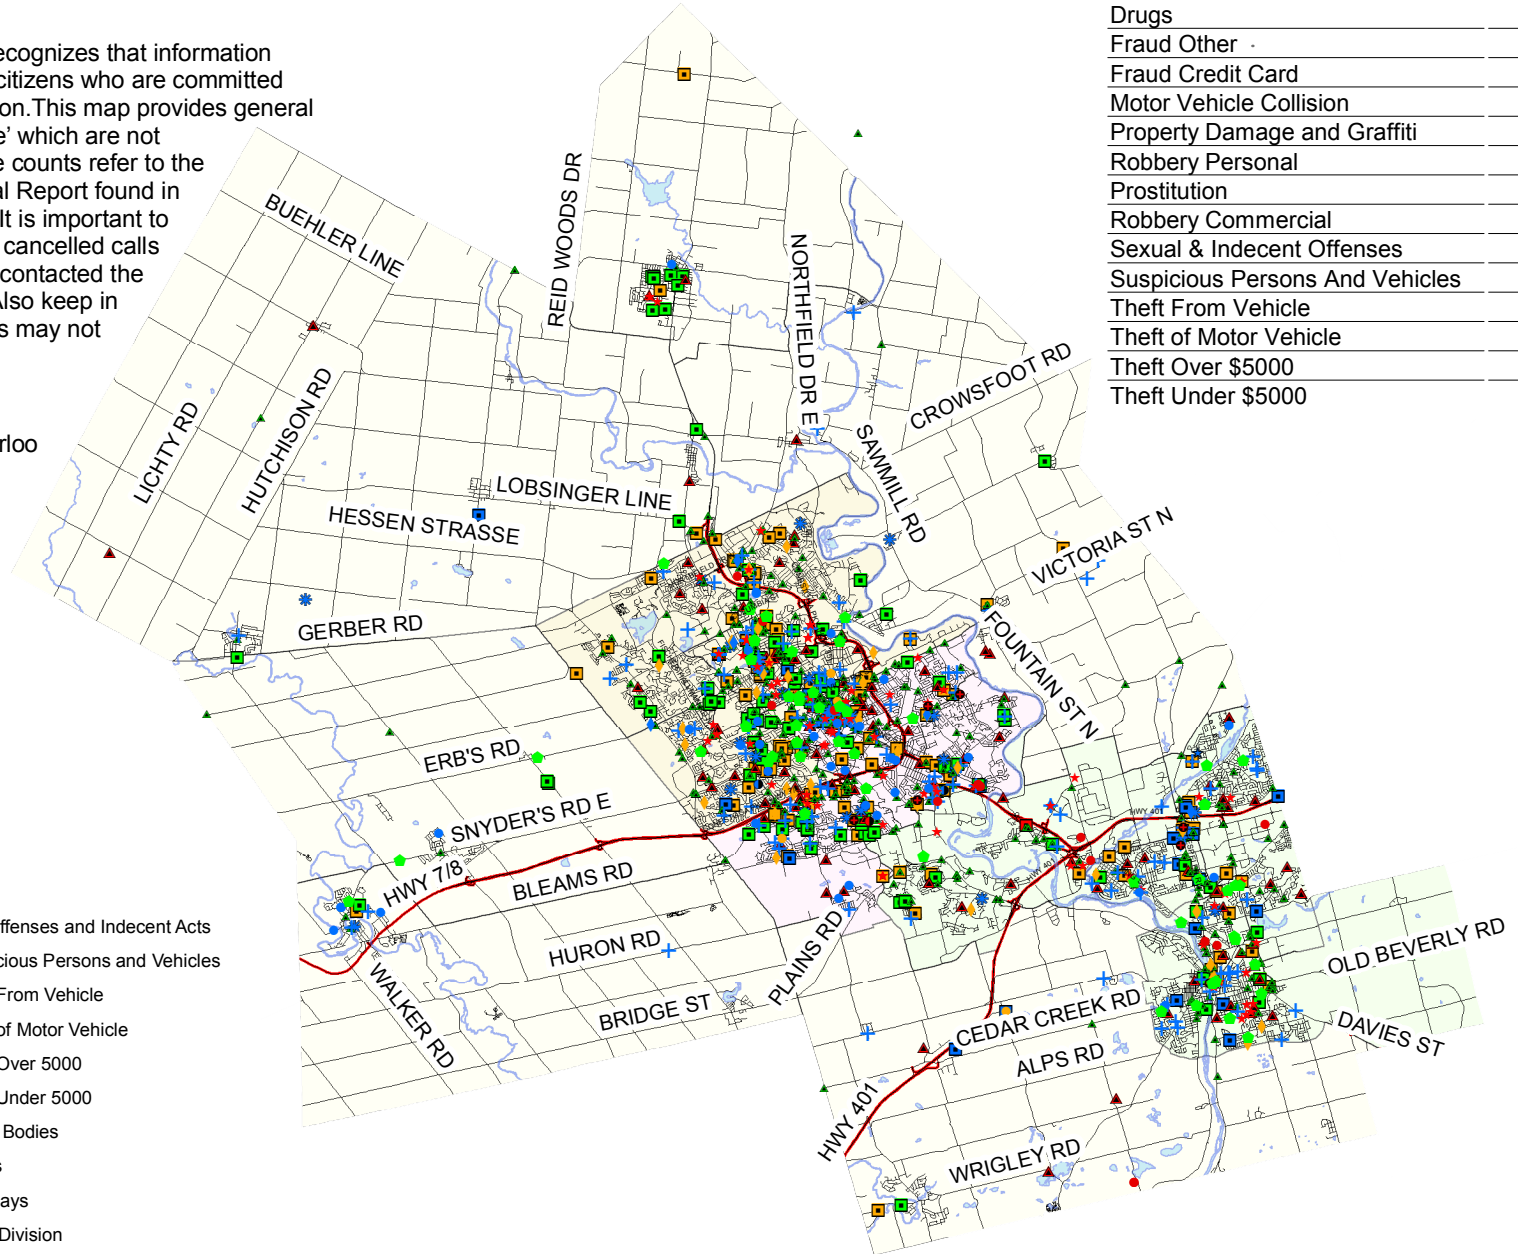 ecognizes that information
citizens who are committed
on.This map provides general
e’ which are not
e counts refer to the
al Report found in
It is important to
cancelled calls
contacted the
Also keep in
s may not
rloo
Drugs
Fraud Other
Fraud Credit Card
Motor Vehicle Collision
Property Damage and Graffiti
Robbery Personal
Prostitution
Robbery Commercial
Sexual & Indecent Offenses
Suspicious Persons And Vehicles
Theft From Vehicle
Theft of Motor Vehicle
Theft Over $5000
Theft Under $5000
BUEHLER LINE
REID WOODS DR
NORTHFIELD DR E
CROWSFOOT RD
LICHTY RD
HUTCHISON RD
SAWMILL RD
LOBSINGER LINE
HESSEN STRASSE
VICTORIA ST N
GERBER RD
FOUNTAIN ST N
ERB'S RD
SNYDER'S RD E
HWY 401
HWY 7/8
BLEAMS RD
HWY 401
HURON RD
PLAINS RD
OLD BEVERLY RD
WALKER RD
BRIDGE ST
CEDAR CREEK RD
DAVIES ST
ALPS RD
HWY 401
WRIGLEY RD
ffenses and Indecent Acts
cious Persons and Vehicles
From Vehicle
of Motor Vehicle
Over 5000
Under 5000
Bodies
s
ays
Division